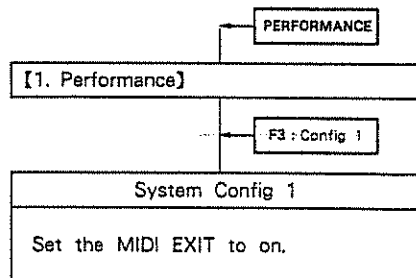 PERFORMANCE
【1. Performance】
F3 : Config 1
System Config 1
Set the MIDI EXIT to on.